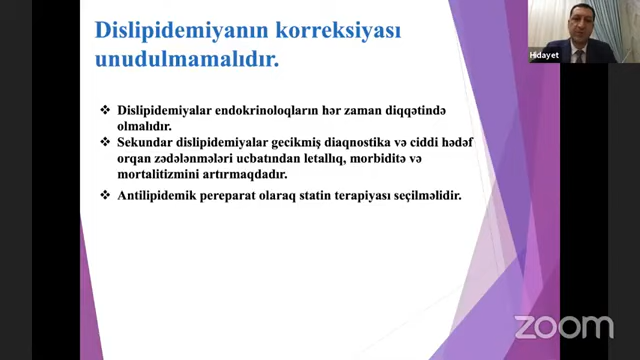 Dislipidemiyanın korreksiyası
unudulmamalıdır.
❖ Dislipidemiyalar endokrinoloqların hər zaman diqqətində
olmalıdır.
❖ Sekundar dislipidemiyalar gecikmiş diaqnostika və ciddi hədəf
orqan zədələnmələri ucbatından letallıq, morbiditə və
mortalitizmini artırmaqdadır.
❖ Antilipidemik pereparat olaraq statin terapiyası seçilməlidir.
Hidayet
zoom